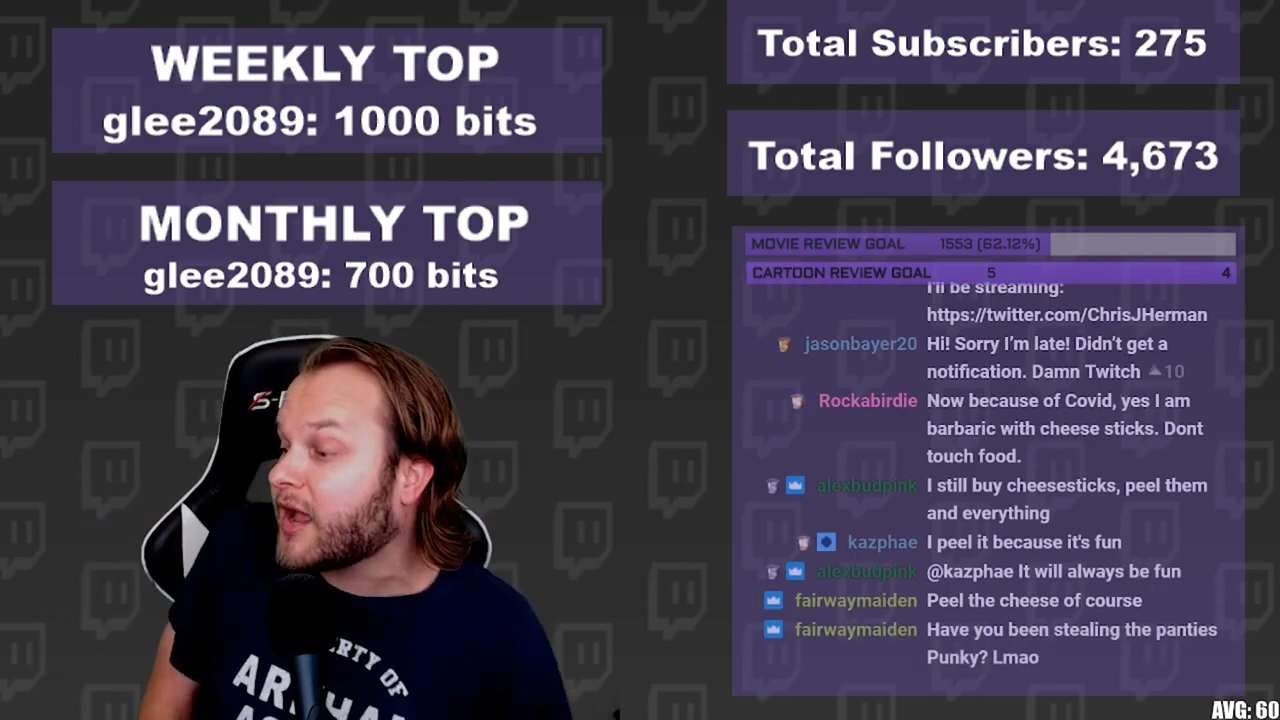 WEEKLY TOP
glee2089: 1000 bits
MONTHLY TOP
glee2089: 700 bits
Total Subscribers: 275
Total Followers: 4,673
MOVIE REVIEW GOAL 1553 (62.12%)
CARTOON REVIEW GOAL 5 4
I'll be streaming:
https://twitter.com/ChrisJHerman
jasonbayer20 Hi! Sorry I'm late! Didn't get a
notification. Damn Twitch 10
Rockabirdie Now because of Covid, yes I am
barbaric with cheese sticks. Dont
touch food.
alexbudpink I still buy cheesesticks, peel them
and everything
kazphae I peel it because it's fun
alexbudpink @kazphae It will always be fun
fairwaymaiden Peel the cheese of course
fairwaymaiden Have you been stealing the panties
Punky? Lmao
AVG: 60